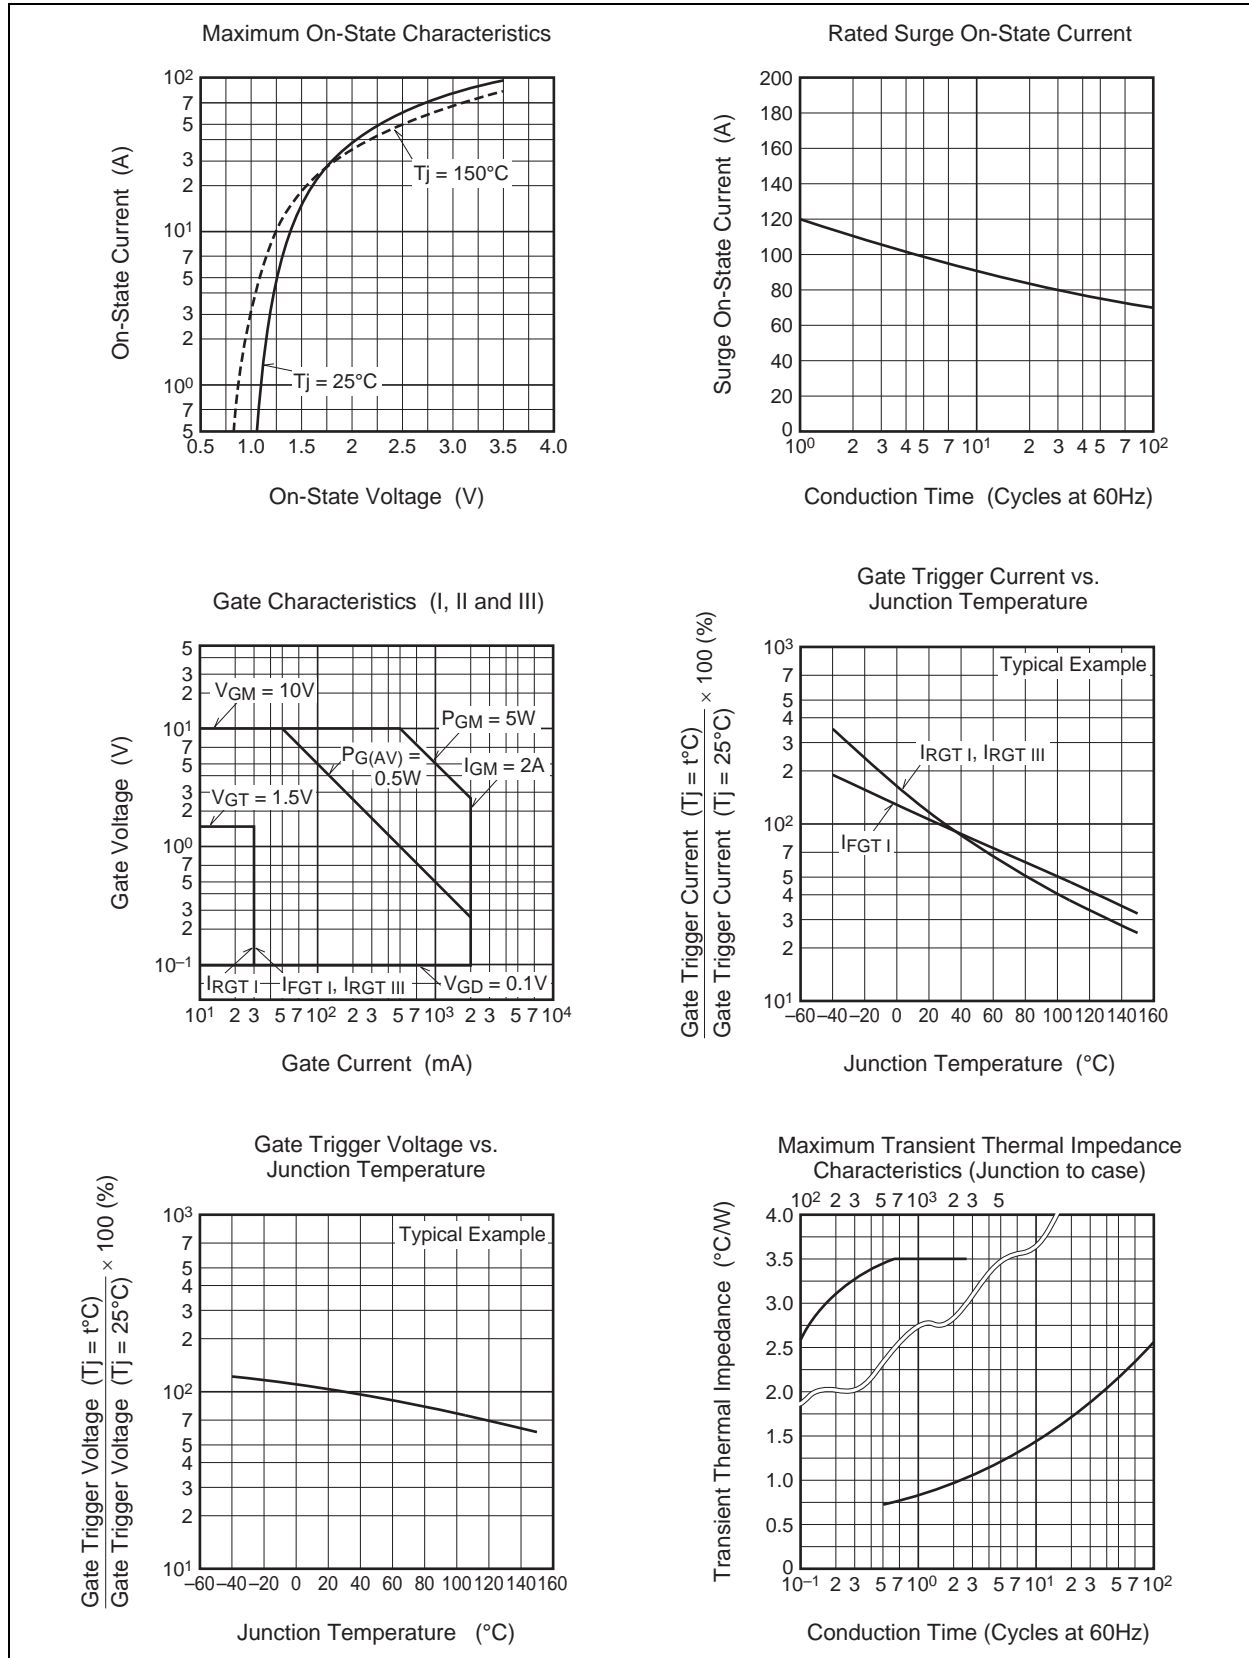 Maximum On-State Characteristics
On-State Current (A)
10² 7 5 3 2 10¹ 7 5 3 2 10⁰ 7 5
Tj = 150°C
Tj = 25°C
0.5 1.0 1.5 2 2.5 3.0 3.5 4.0
On-State Voltage (V)
Rated Surge On-State Current
Surge On-State Current (A)
200 180 160 140 120 100 80 60 40 20 0
10⁰ 2 3 4 5 7 10¹ 2 3 4 5 7 10²
Conduction Time (Cycles at 60Hz)
Gate Characteristics (I, II and III)
Gate Voltage (V)
5 3 2 10¹ 7 5 3 2 10⁰ 7 5 3 2 10⁻¹
VGM = 10V
PGM = 5W
PG(AV) =
0.5W
IGM = 2A
VGT = 1.5V
IRGT I
IFGT I, IRGT III
VGD = 0.1V
10¹ 2 3 5 7 10² 2 3 5 7 10³ 2 3 5 7 10⁴
Gate Current (mA)
Gate Trigger Current vs.
Junction Temperature
Gate Trigger Current (Tj = t°C)
Gate Trigger Current (Tj = 25°C)
× 100 (%)
10³ 7 5 4 3 2 10² 7 5 4 3 2 10¹
Typical Example
IRGT I, IRGT III
IFGT I
–60 –40 –20 0 20 40 60 80 100 120 140 160
Junction Temperature (°C)
Gate Trigger Voltage vs.
Junction Temperature
Gate Trigger Voltage (Tj = t°C)
Gate Trigger Voltage (Tj = 25°C)
× 100 (%)
10³ 7 5 4 3 2 10² 7 5 4 3 2 10¹
Typical Example
–60 –40 –20 0 20 40 60 80 100 120 140 160
Junction Temperature (°C)
Maximum Transient Thermal Impedance
Characteristics (Junction to case)
10² 2 3 5 7 10³ 2 3 5
Transient Thermal Impedance (°C/W)
4.0 3.5 3.0 2.5 2.0 1.5 1.0 0.5 0
10⁻¹ 2 3 5 7 10⁰ 2 3 5 7 10¹ 2 3 5 7 10²
Conduction Time (Cycles at 60Hz)